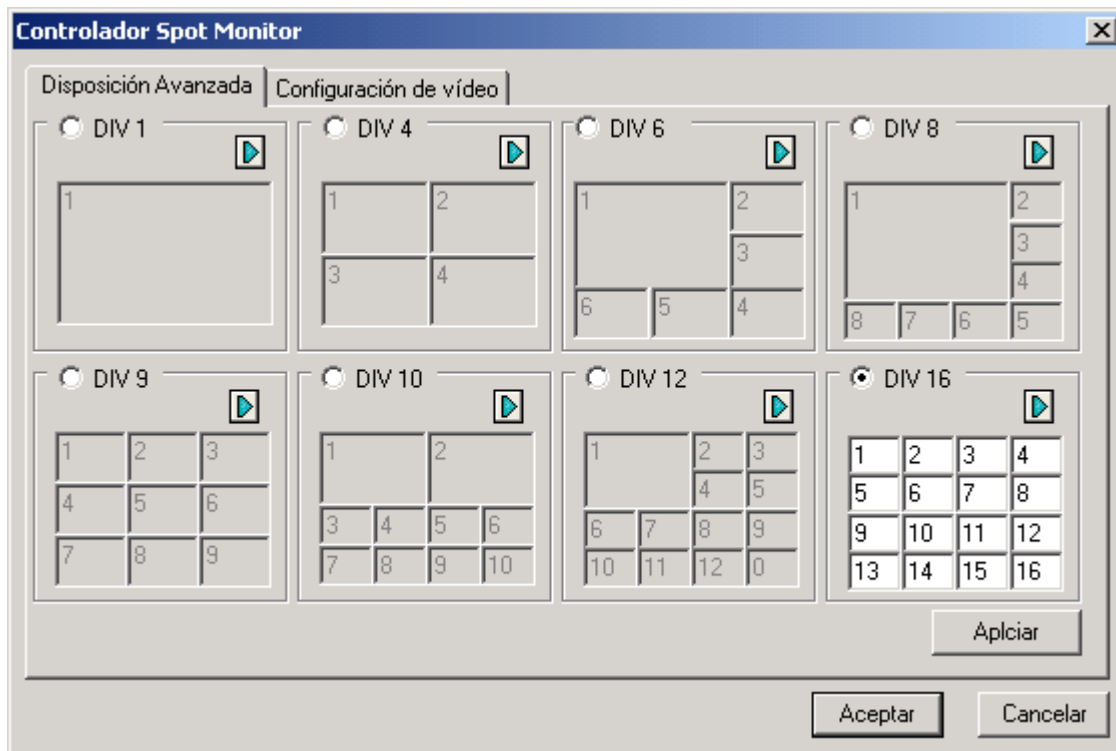 Controlador Spot Monitor
Disposición Avanzada Configuración de vídeo
DIV 1 DIV 4 DIV 6 DIV 8
1
1 2
3 4
1 2
3
6 5 4
1 2
3
4
8 7 6 5
DIV 9 DIV 10 DIV 12 DIV 16
1 2 3
4 5 6
7 8 9
1 2
3 4 5 6
7 8 9 10
1 2 3
4 5
6 7 8 9
10 11 12 0
1 2 3 4
5 6 7 8
9 10 11 12
13 14 15 16
Aplciar
Aceptar Cancelar